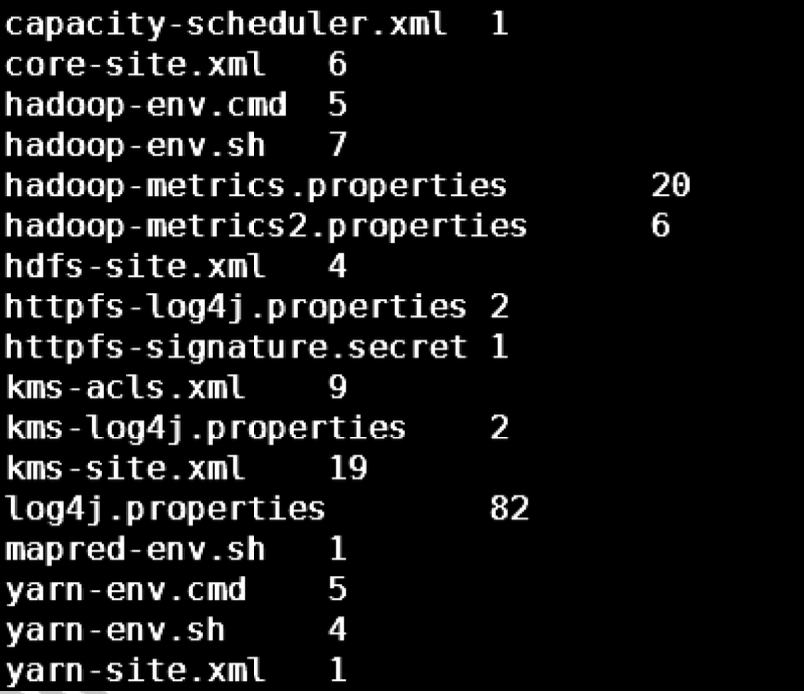 capacity-scheduler.xml 1
core-site.xml 6
hadoop-env.cmd 5
hadoop-env.sh 7
hadoop-metrics.properties 20
hadoop-metrics2.properties 6
hdfs-site.xml 4
httpfs-log4j.properties 2
httpfs-signature.secret 1
kms-acls.xml 9
kms-log4j.properties 2
kms-site.xml 19
log4j.properties 82
mapred-env.sh 1
yarn-env.cmd 5
yarn-env.sh 4
yarn-site.xml 1